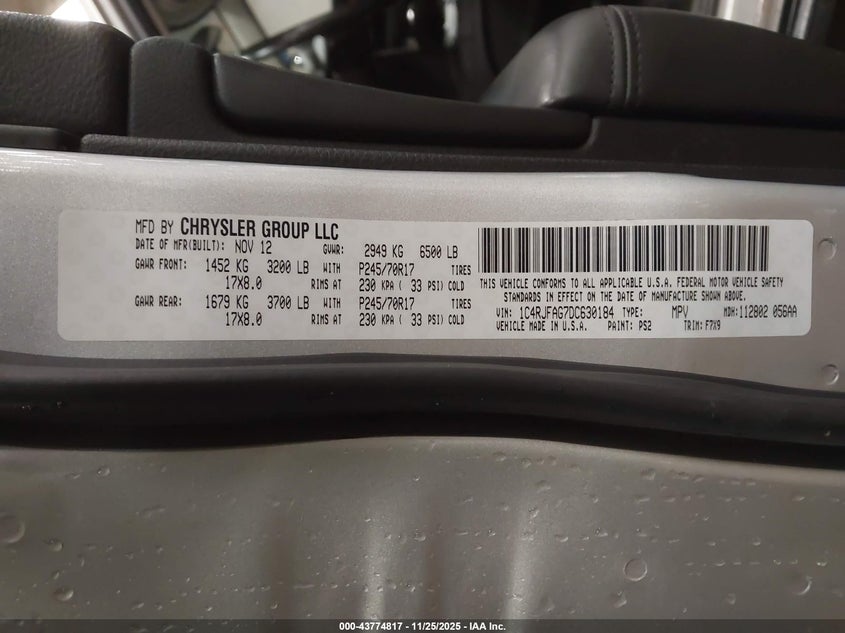 MFD BY CHRYSLER GROUP LLC
DATE OF MFR(BUILT): NOV 12 GVWR: 2949 KG 6500 LB
GAWR FRONT: 1452 KG 3200 LB WITH P245/70R17 TIRES
17X8.0 RIMS AT 230 KPA ( 33 PSI) COLD
GAWR REAR: 1679 KG 3700 LB WITH P245/70R17 TIRES
17X8.0 RIMS AT 230 KPA ( 33 PSI) COLD
THIS VEHICLE CONFORMS TO ALL APPLICABLE U.S.A. FEDERAL MOTOR VEHICLE SAFETY
STANDARDS IN EFFECT ON THE DATE OF MANUFACTURE SHOWN ABOVE.
VIN: 1C4RJFAG7DC630184 TYPE: MPV MDH:112802 056AA
VEHICLE MADE IN U.S.A. PAINT: PS2 TRIM:F7X9
000-43774817 - 11/25/2025 - IAA Inc.